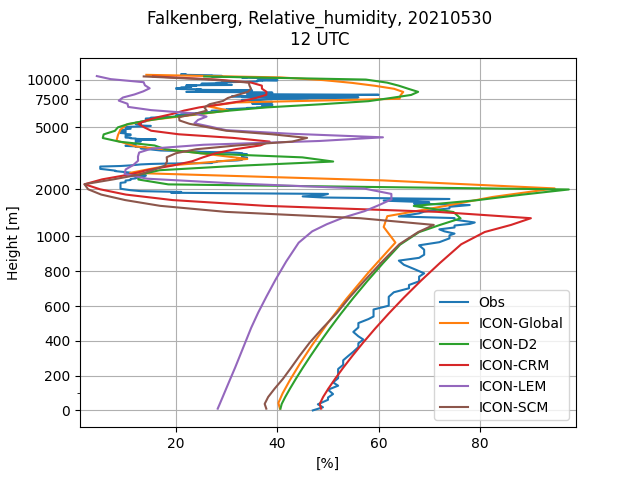 Falkenberg, Relative_humidity, 20210530
12 UTC
10000
7500
5000
2000
1000
800
600
400
200
0
Height [m]
20
40
60
80
[%]
Obs
ICON-Global
ICON-D2
ICON-CRM
ICON-LEM
ICON-SCM